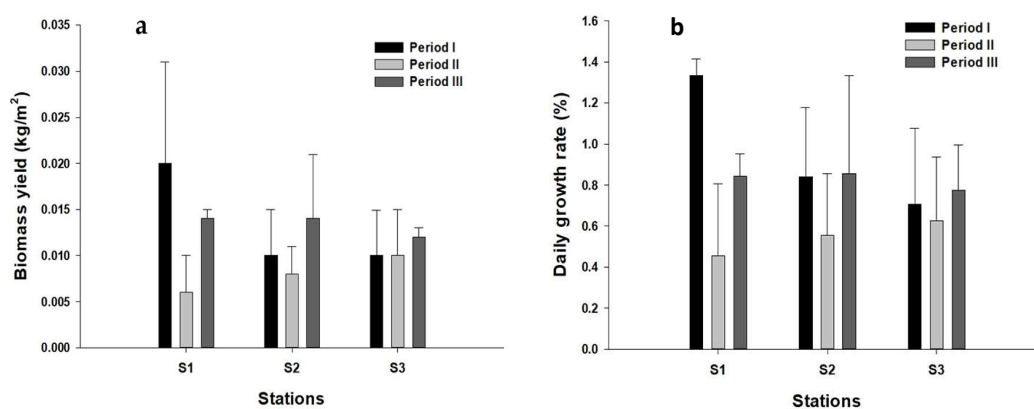 a
Biomass yield (kg/m²)
0.035
0.030
0.025
0.020
0.015
0.010
0.005
0.000
Period I
Period II
Period III
S1 S2 S3
Stations
b
Daily growth rate (%)
1.6
1.4
1.2
1.0
0.8
0.6
0.4
0.2
0.0
Period I
Period II
Period III
S1 S2 S3
Stations